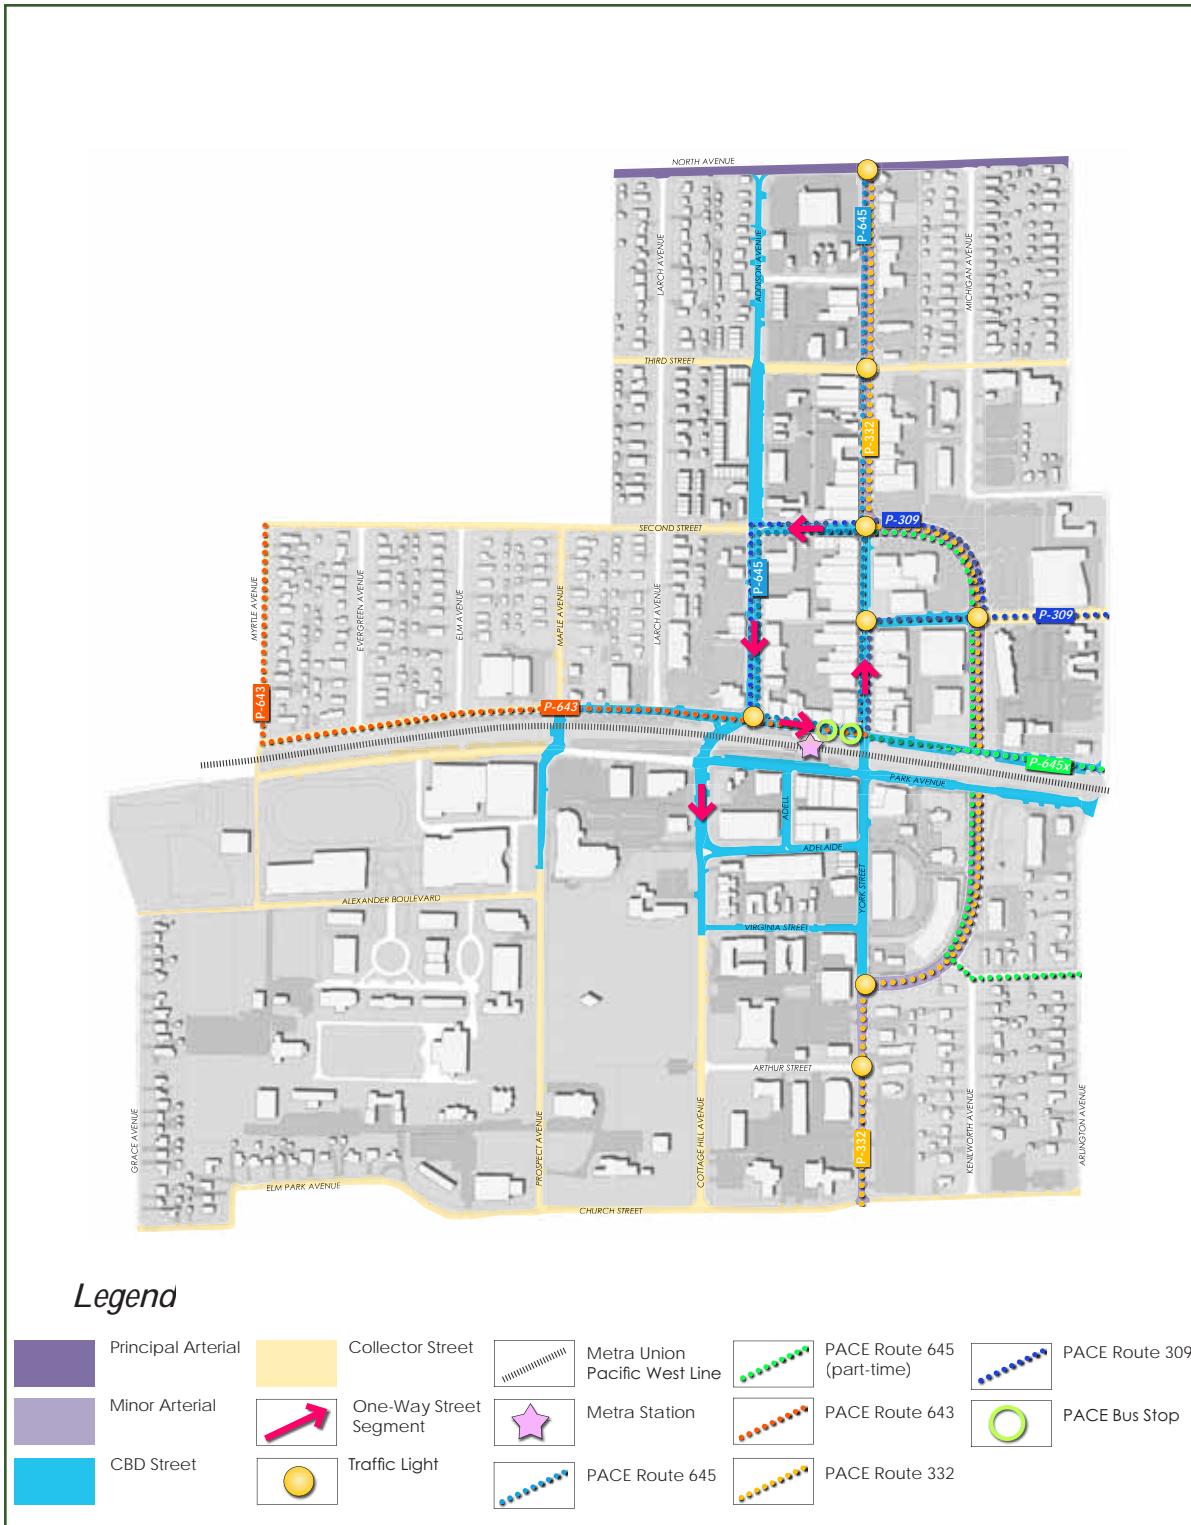 NORTH AVENUE
P-645
LARCH AVENUE
ADDISON AVENUE
MICHIGAN AVENUE
THIRD STREET
P-332
P-309
SECOND STREET
P-645
MYRTLE AVENUE
EVERGREEN AVENUE
ELM AVENUE
MAPLE AVENUE
LARCH AVENUE
P-309
P-643
P-643
P-645x
PARK AVENUE
ADELL
ADELAIDE
YORK STREET
ALEXANDER BOULEVARD
VIRGINIA STREET
ARTHUR STREET
GRACE AVENUE
PROSPECT AVENUE
COTTAGE HILL AVENUE
P-332
KENILWORTH AVENUE
ARLINGTON AVENUE
ELM PARK AVENUE
CHURCH STREET
Legend
Principal Arterial
Minor Arterial
CBD Street
Collector Street
One-Way Street
Segment
Traffic Light
Metra Union
Pacific West Line
Metra Station
PACE Route 645
PACE Route 645
(part-time)
PACE Route 643
PACE Route 332
PACE Route 309
PACE Bus Stop